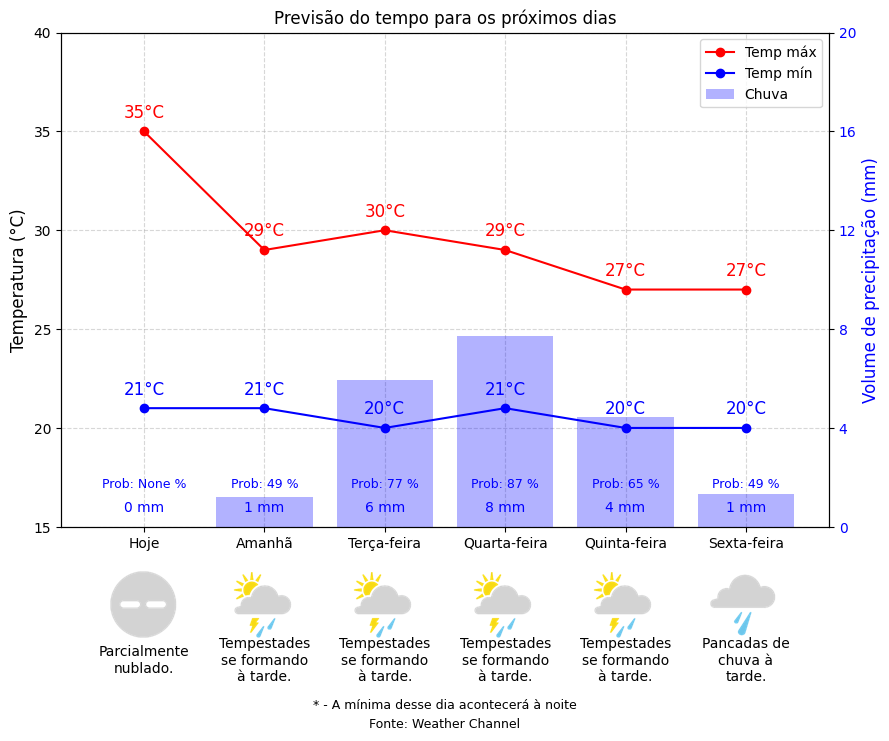 Previsão do tempo para os próximos dias
40
35
30
25
20
15
Temperatura (°C)
20
16
12
8
4
0
Volume de precipitação (mm)
Temp máx
Temp mín
Chuva
35°C
29°C
30°C
29°C
27°C
27°C
21°C
21°C
20°C
21°C
20°C
20°C
Prob: None %
Prob: 49 %
Prob: 77 %
Prob: 87 %
Prob: 65 %
Prob: 49 %
0 mm
1 mm
6 mm
8 mm
4 mm
1 mm
Hoje
Amanhã
Terça-feira
Quarta-feira
Quinta-feira
Sexta-feira
Parcialmente
nublado.
Tempestades
se formando
à tarde.
Tempestades
se formando
à tarde.
Tempestades
se formando
à tarde.
Tempestades
se formando
à tarde.
Pancadas de
chuva à
tarde.
* - A mínima desse dia acontecerá à noite
Fonte: Weather Channel